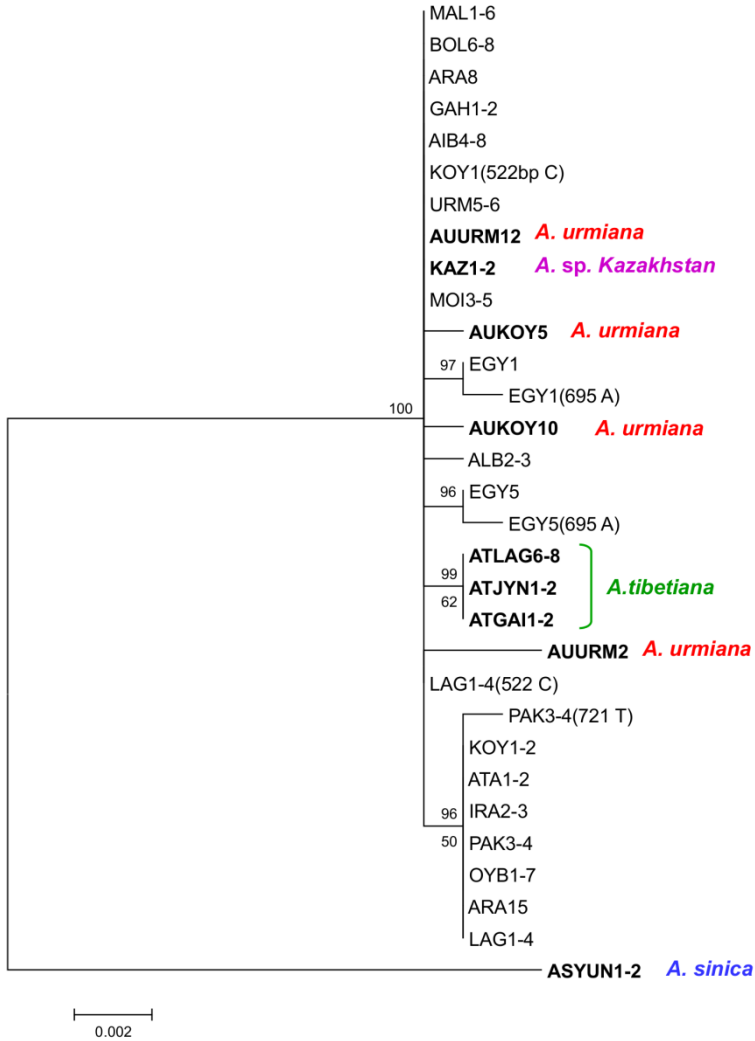 MAL1-6
BOL6-8
ARA8
GAH1-2
AIB4-8
KOY1(522bp C)
URM5-6
AUURM12 A. urmiana
KAZ1-2 A. sp. Kazakhstan
MOI3-5
AUKOY5 A. urmiana
97 EGY1
EGY1(695 A)
100
AUKOY10 A. urmiana
ALB2-3
96 EGY5
EGY5(695 A)
ATLAG6-8
99
ATJYN1-2 A.tibetiana
62
ATGAI1-2
AUURM2 A. urmiana
LAG1-4(522 C)
PAK3-4(721 T)
KOY1-2
ATA1-2
96 IRA2-3
50 PAK3-4
OYB1-7
ARA15
LAG1-4
ASYUN1-2 A. sinica
0.002